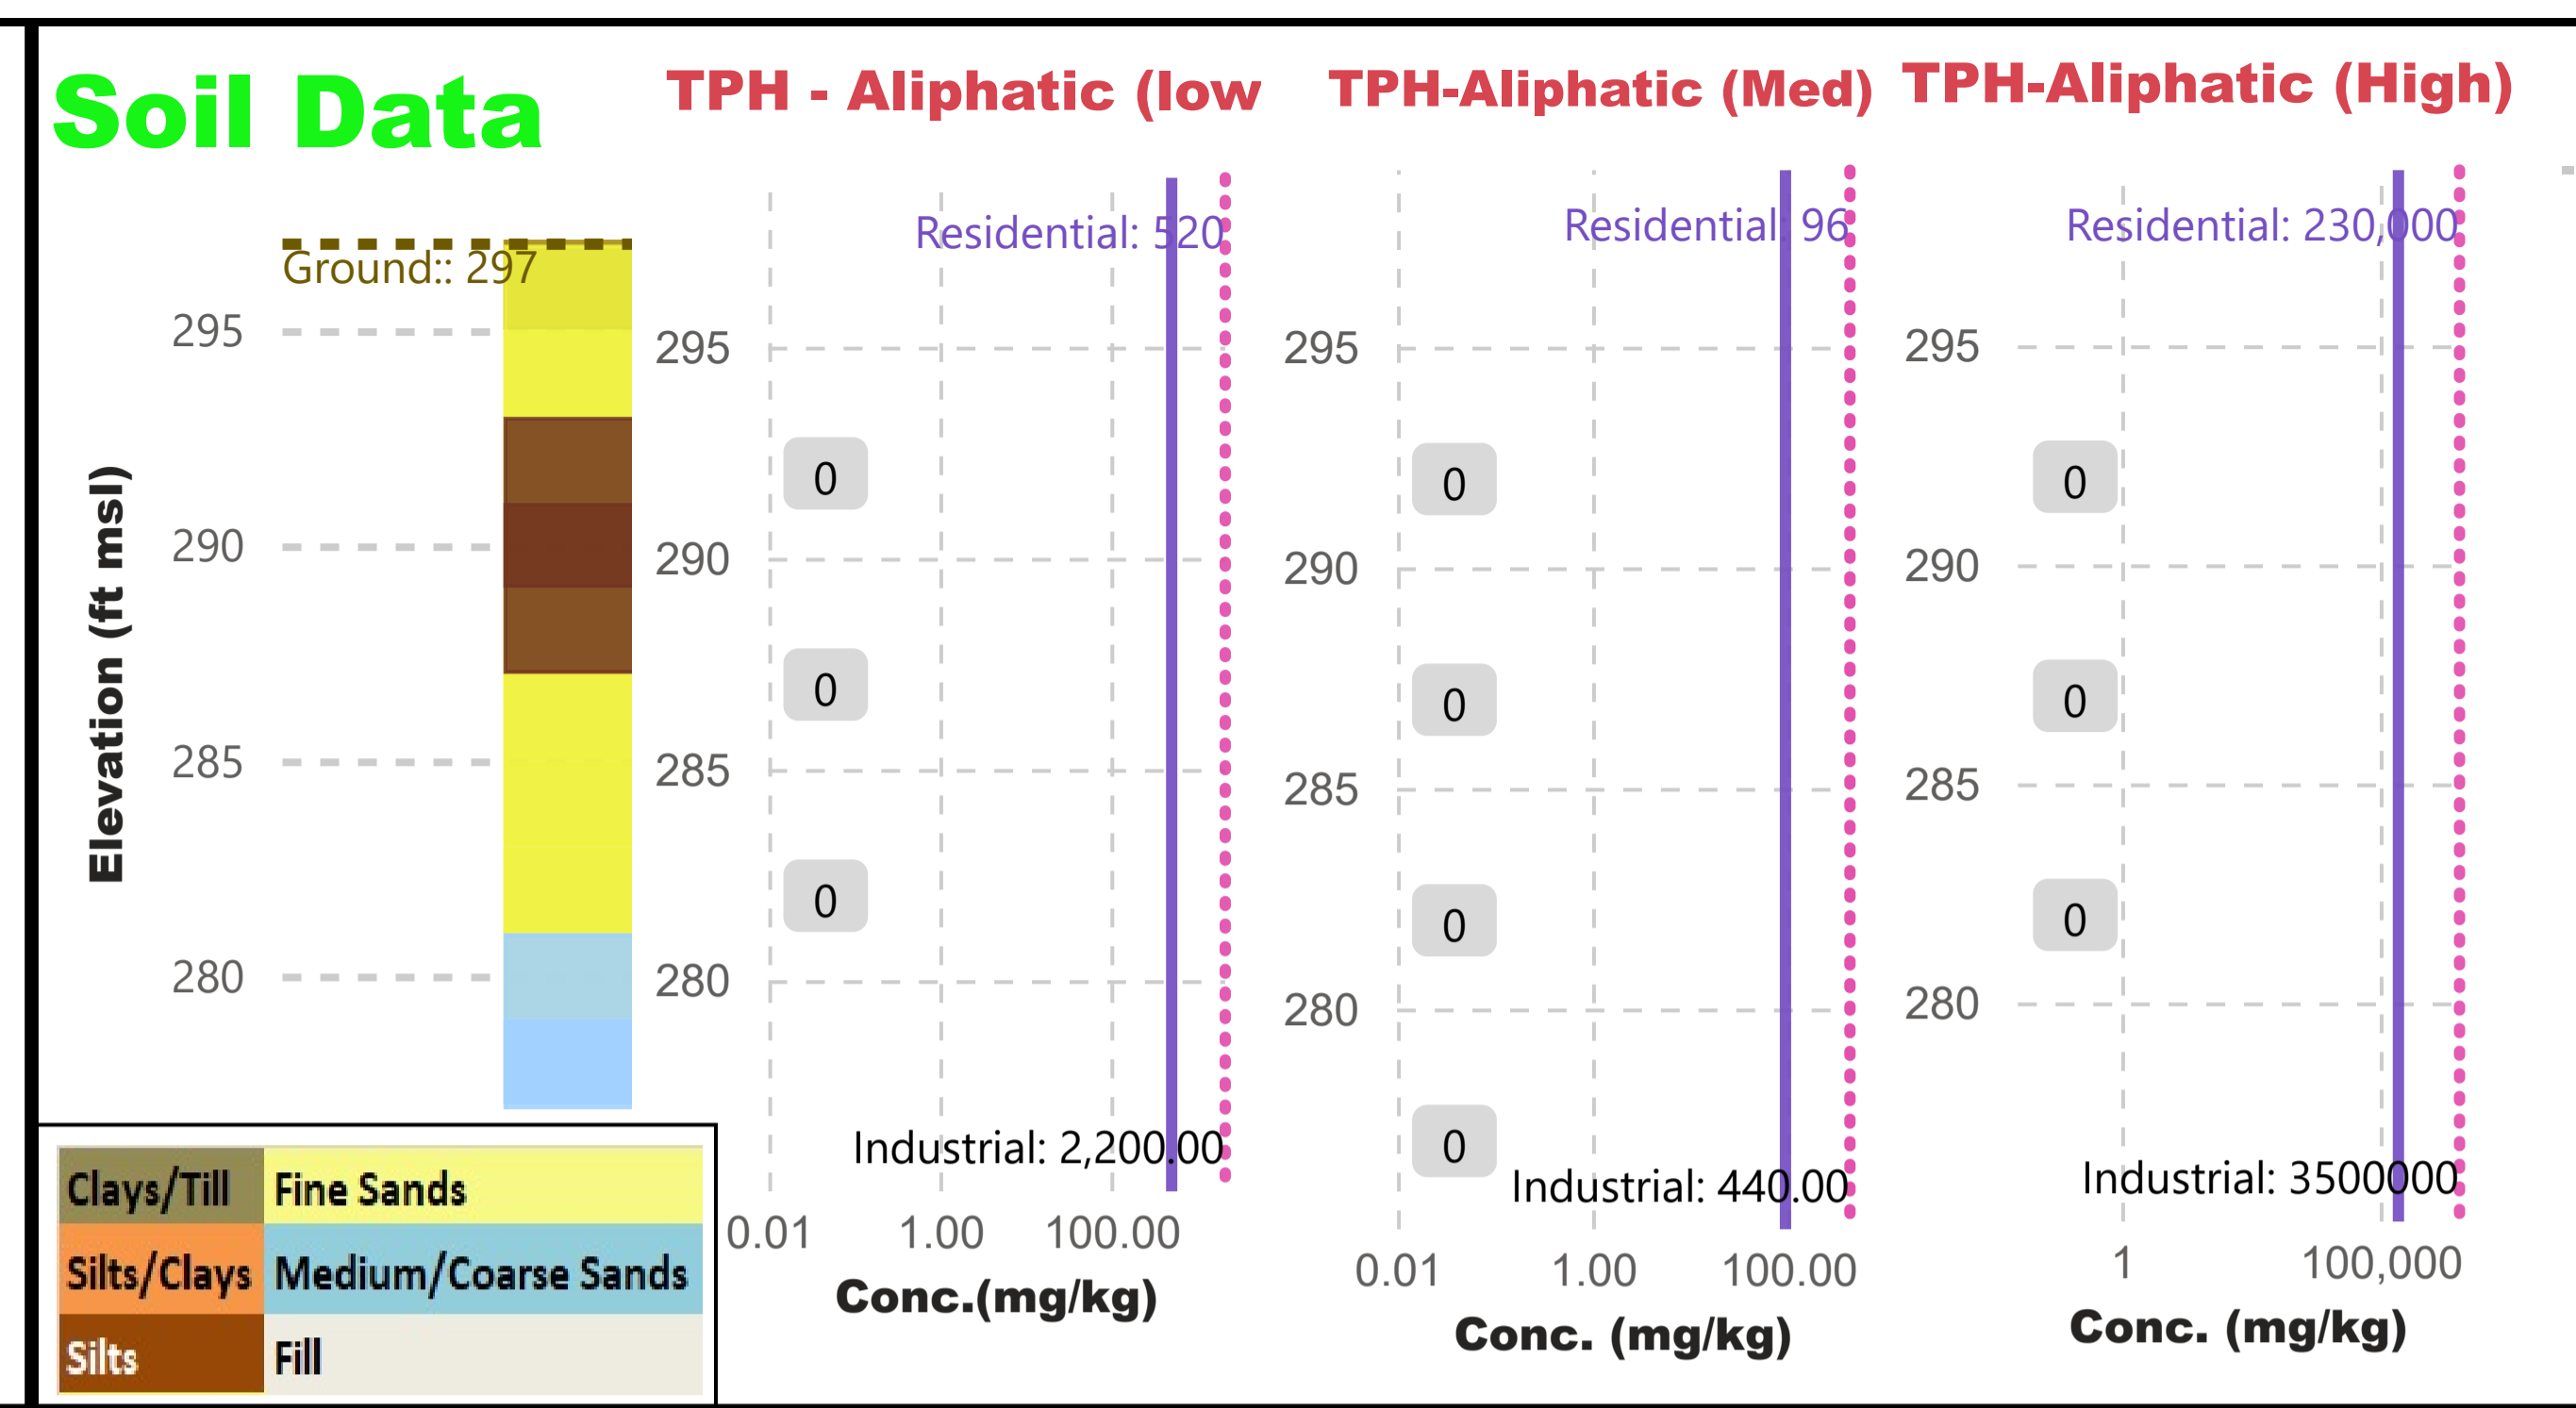 Soil Data
TPH - Aliphatic (low
TPH-Aliphatic (Med)
TPH-Aliphatic (High)
Elevation (ft msl)
Ground:: 297
295
290
285
280
Residential: 520
295
0
290
0
285
0
280
Industrial: 2,200.00
0.01 1.00 100.00
Conc.(mg/kg)
Residential: 96
295
0
290
0
285
0
280
0
Industrial: 440.00
0.01 1.00 100.00
Conc. (mg/kg)
Residential: 230,000
295
0
290
0
285
0
280
Industrial: 3500000
1 100,000
Conc. (mg/kg)
Clays/Till Fine Sands
Silts/Clays Medium/Coarse Sands
Silts Fill